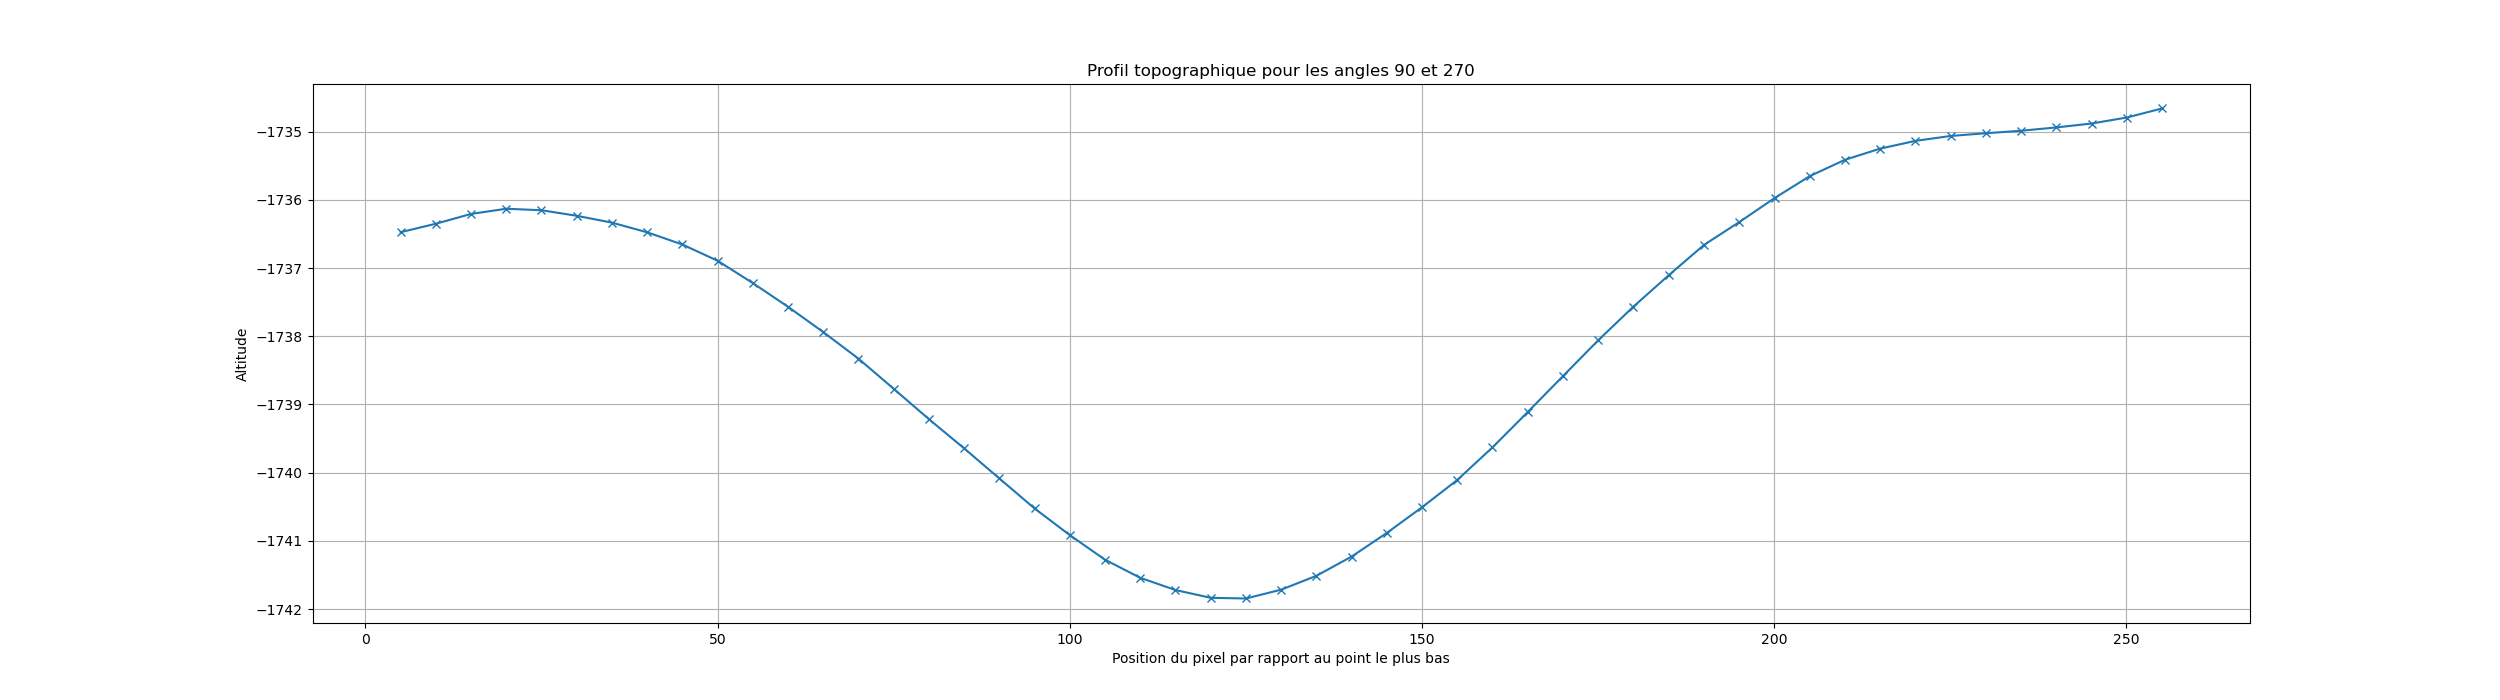 Profil topographique pour les angles 90 et 270
Altitude
−1735
−1736
−1737
−1738
−1739
−1740
−1741
−1742
0 50 100 150 200 250
Position du pixel par rapport au point le plus bas